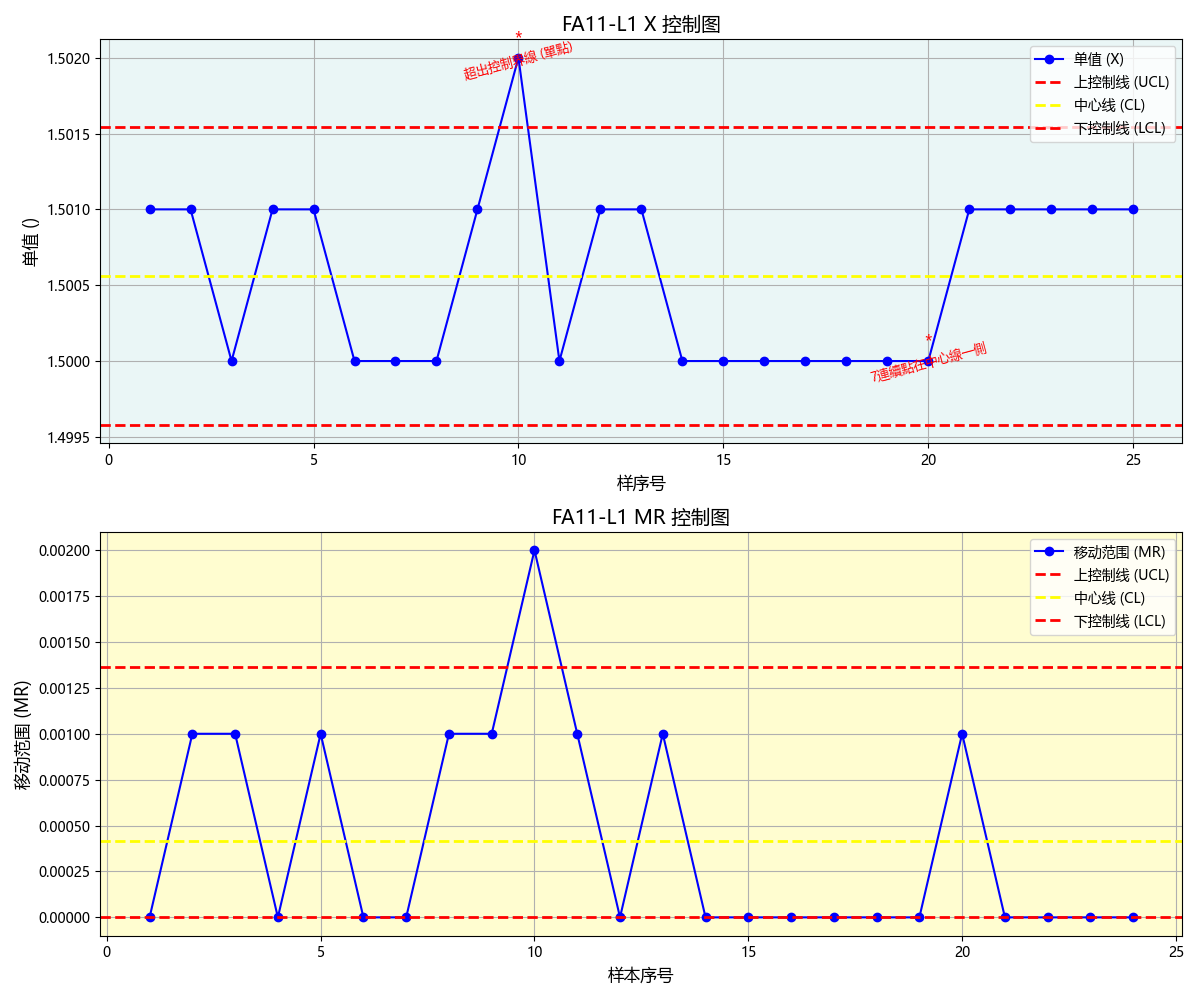 FA11-L1 X 控制图
单值 ()
1.5020
1.5015
1.5010
1.5005
1.5000
1.4995
*
超出控制界線 (單點)
*
7連續點在中心線一側
单值 (X)
上控制线 (UCL)
中心线 (CL)
下控制线 (LCL)
0 5 10 15 20 25
样序号
FA11-L1 MR 控制图
移动范围 (MR)
0.00200
0.00175
0.00150
0.00125
0.00100
0.00075
0.00050
0.00025
0.00000
移动范围 (MR)
上控制线 (UCL)
中心线 (CL)
下控制线 (LCL)
0 5 10 15 20 25
样本序号